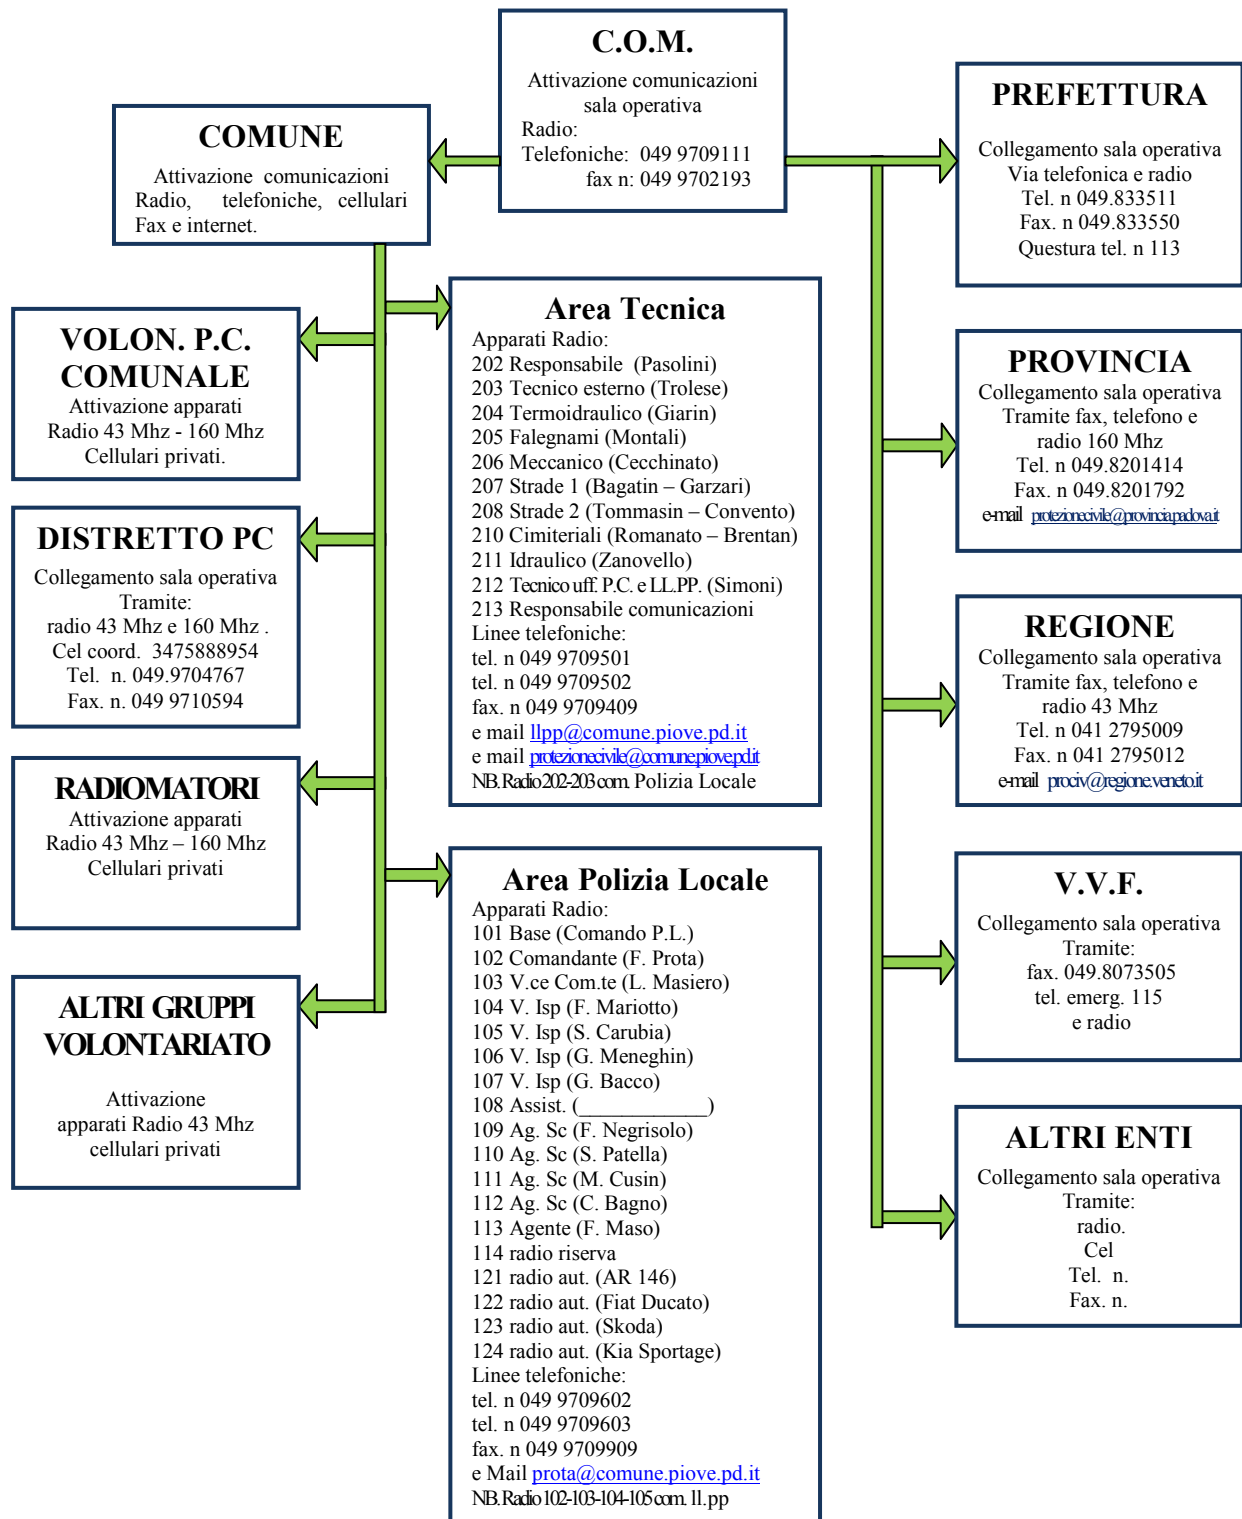 C.O.M.
Attivazione comunicazioni
sala operativa
Radio:
Telefoniche: 049 9709111
fax n: 049 9702193
COMUNE
Attivazione comunicazioni
Radio, telefoniche, cellulari
Fax e internet.
PREFETTURA
Collegamento sala operativa
Via telefonica e radio
Tel. n 049.833511
Fax. n 049.833550
Questura tel. n 113
VOLON. P.C.
COMUNALE
Attivazione apparati
Radio 43 Mhz - 160 Mhz
Cellulari privati.
Area Tecnica
Apparati Radio:
202 Responsabile (Pasolini)
203 Tecnico esterno (Trolese)
204 Termoidraulico (Giarin)
205 Falegnami (Montali)
206 Meccanico (Cecchinato)
207 Strade 1 (Bagatin – Garzari)
208 Strade 2 (Tommasin – Convento)
210 Cimiteriali (Romanato – Brentan)
211 Idraulico (Zanovello)
212 Tecnico uff. P.C. e LL.PP. (Simoni)
213 Responsabile comunicazioni
Linee telefoniche:
tel. n 049 9709501
tel. n 049 9709502
fax. n 049 9709409
e mail llpp@comune.piove.pd.it
e mail protezionecivile@comune.piove.pd.it
NB. Radio 202-203 com. Polizia Locale
PROVINCIA
Collegamento sala operativa
Tramite fax, telefono e
radio 160 Mhz
Tel. n 049.8201414
Fax. n 049.8201792
e-mail protezionecivile@provincia.padova.it
DISTRETTO PC
Collegamento sala operativa
Tramite:
radio 43 Mhz e 160 Mhz .
Cel coord. 3475888954
Tel. n. 049.9704767
Fax. n. 049 9710594
REGIONE
Collegamento sala operativa
Tramite fax, telefono e
radio 43 Mhz
Tel. n 041 2795009
Fax. n 041 2795012
e-mail prociv@regione.veneto.it
RADIOMATORI
Attivazione apparati
Radio 43 Mhz – 160 Mhz
Cellulari privati
Area Polizia Locale
Apparati Radio:
101 Base (Comando P.L.)
102 Comandante (F. Prota)
103 V.ce Com.te (L. Masiero)
104 V. Isp (F. Mariotto)
105 V. Isp (S. Carubia)
106 V. Isp (G. Meneghin)
107 V. Isp (G. Bacco)
108 Assist. (____________)
109 Ag. Sc (F. Negrisolo)
110 Ag. Sc (S. Patella)
111 Ag. Sc (M. Cusin)
112 Ag. Sc (C. Bagno)
113 Agente (F. Maso)
114 radio riserva
121 radio aut. (AR 146)
122 radio aut. (Fiat Ducato)
123 radio aut. (Skoda)
124 radio aut. (Kia Sportage)
Linee telefoniche:
tel. n 049 9709602
tel. n 049 9709603
fax. n 049 9709909
e Mail prota@comune.piove.pd.it
NB. Radio 102-103-104-105 com. ll.pp
V.V.F.
Collegamento sala operativa
Tramite:
fax. 049.8073505
tel. emerg. 115
e radio
ALTRI GRUPPI
VOLONTARIATO
Attivazione
apparati Radio 43 Mhz
cellulari privati
ALTRI ENTI
Collegamento sala operativa
Tramite:
radio.
Cel
Tel. n.
Fax. n.